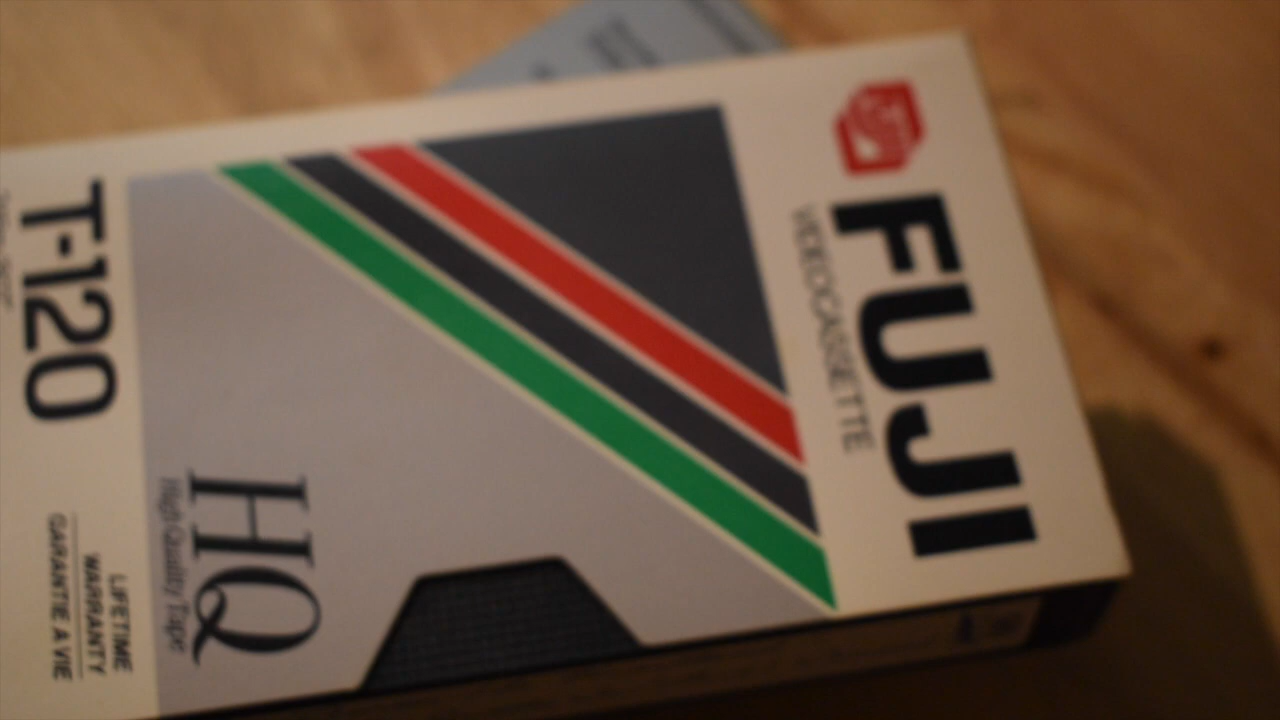 FUJI
VIDEOCASSETTE
HQ
High Quality Tape
T-120
LIFETIME
WARRANTY
GARANTIE A VIE